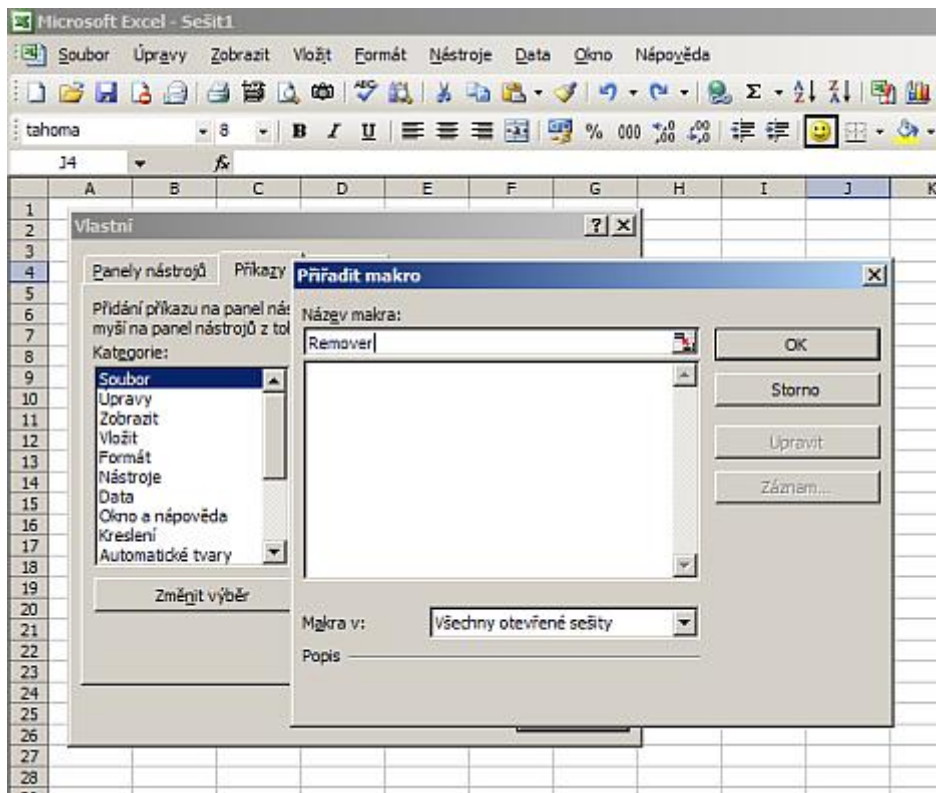 Microsoft Excel - Sešit1
Soubor Úpravy Zobrazit Vložit Formát Nástroje Data Okno Nápověda
tahoma 8 B I U % 000 ,00 ,0
J4 fx
A B C D E F G H I J K
1
2
3
4
5
6
7
8
9
10
11
12
13
14
15
16
17
18
19
20
21
22
23
24
25
26
27
28
Vlastní
Panely nástrojů Příkazy
Přidání příkazu na panel nás
myší na panel nástrojů z to
Kategorie:
Soubor
Úpravy
Zobrazit
Vložit
Formát
Nástroje
Data
Okno a nápověda
Kreslení
Automatické tvary
Změnit výběr
Přiřadit makro
Název makra:
Remover
OK
Storno
Upravit
Záznam...
Makra v: Všechny otevřené sešity
Popis